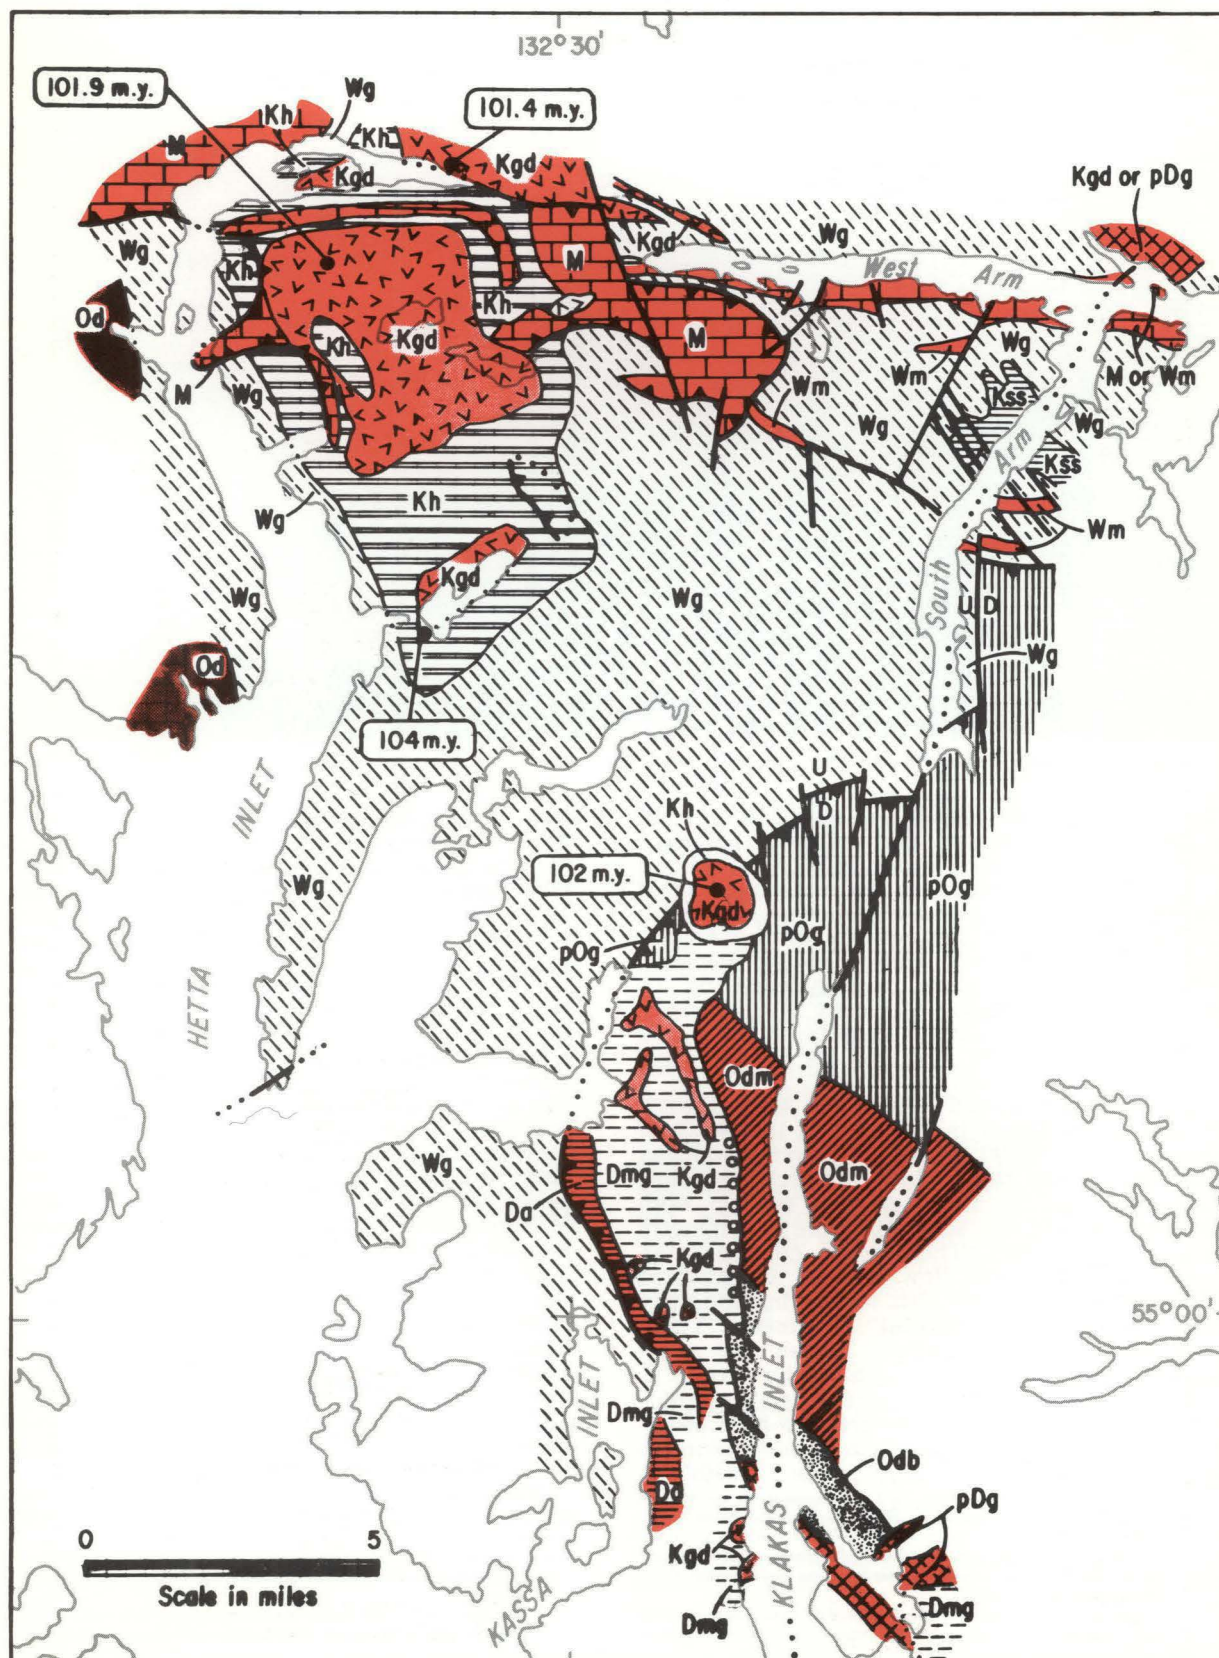 132° 30'
101.9 m.y.
Wg
101.4 m.y.
Kh
Kh
M
Kgd
Kgd
Kgd or pDg
Wg
Kgd
Wg
M
West Arm
Kh
Kh
Od
Kgd
Kh
M
Wg
M
Wg
Wm
Wm
M or Wm
Kss
Wg
Wg
South Arm
Kss
Kh
Wg
Wm
Kgd
Wg
Wg
U D
Od
Wg
104 m.y.
HETTA INLET
U
D
Kh
102 m.y.
Wg
Kgd
pOg
pOg
pOg
Odm
Wg
Dmg
Kgd
Odm
Da
Kgd
55° 00'
KLAKAS INLET
KASSA INLET
Dmg
Odb
Da
pDg
0 5
Scale in miles
Kgd
Dmg
Dmg